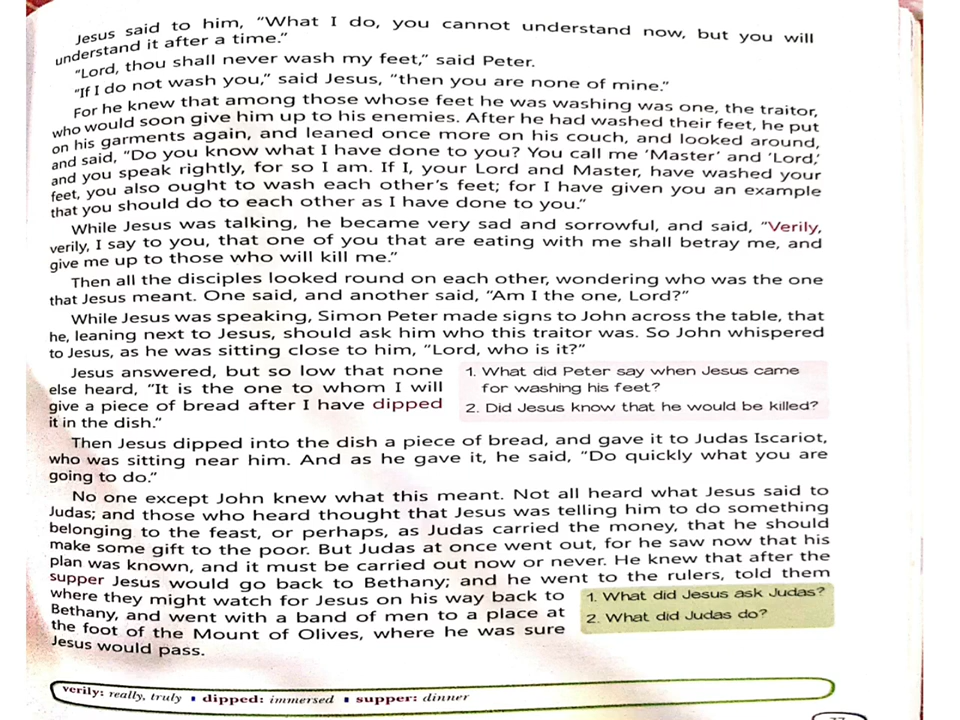 Jesus said to him, “What I do, you cannot understand now, but you will
understand it after a time.”
“Lord, thou shall never wash my feet,” said Peter.
“If I do not wash you,” said Jesus, “then you are none of mine.”
For he knew that among those whose feet he was washing was one, the traitor,
who would soon give him up to his enemies. After he had washed their feet, he put
on his garments again, and leaned once more on his couch, and looked around,
and said, “Do you know what I have done to you? You call me ‘Master’ and ‘Lord,’
and you speak rightly, for so I am. If I, your Lord and Master, have washed your
feet, you also ought to wash each other’s feet; for I have given you an example
that you should do to each other as I have done to you.”
While Jesus was talking, he became very sad and sorrowful, and said, “Verily,
verily, I say to you, that one of you that are eating with me shall betray me, and
give me up to those who will kill me.”
Then all the disciples looked round on each other, wondering who was the one
that Jesus meant. One said, and another said, “Am I the one, Lord?”
While Jesus was speaking, Simon Peter made signs to John across the table, that
he, leaning next to Jesus, should ask him who this traitor was. So John whispered
to Jesus, as he was sitting close to him, “Lord, who is it?”
Jesus answered, but so low that none
else heard, “It is the one to whom I will
give a piece of bread after I have dipped
it in the dish.”
1. What did Peter say when Jesus came
for washing his feet?
2. Did Jesus know that he would be killed?
Then Jesus dipped into the dish a piece of bread, and gave it to Judas Iscariot,
who was sitting near him. And as he gave it, he said, “Do quickly what you are
going to do.”
No one except John knew what this meant. Not all heard what Jesus said to
Judas; and those who heard thought that Jesus was telling him to do something
belonging to the feast, or perhaps, as Judas carried the money, that he should
make some gift to the poor. But Judas at once went out, for he saw now that his
plan was known, and it must be carried out now or never. He knew that after the
supper Jesus would go back to Bethany; and he went to the rulers, told them
where they might watch for Jesus on his way back to
Bethany, and went with a band of men to a place at
the foot of the Mount of Olives, where he was sure
Jesus would pass.
1. What did Jesus ask Judas?
2. What did Judas do?
verily: really, truly ▪ dipped: immersed ▪ supper: dinner